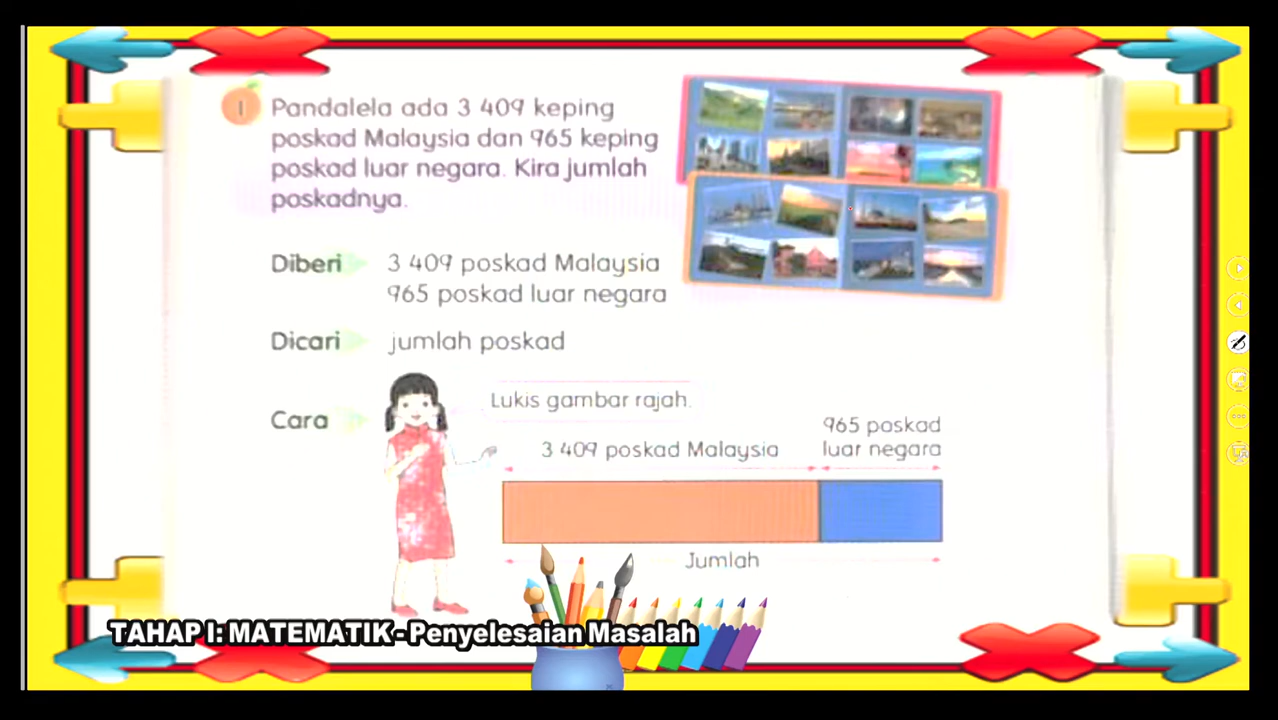 1 Pandalela ada 3 409 keping
poskad Malaysia dan 965 keping
poskad luar negara. Kira jumlah
poskadnya.
Diberi 3 409 poskad Malaysia
965 poskad luar negara
Dicari jumlah poskad
Cara Lukis gambar rajah.
3 409 poskad Malaysia
965 poskad
luar negara
Jumlah
TAHAP I: MATEMATIK - Penyelesaian Masalah